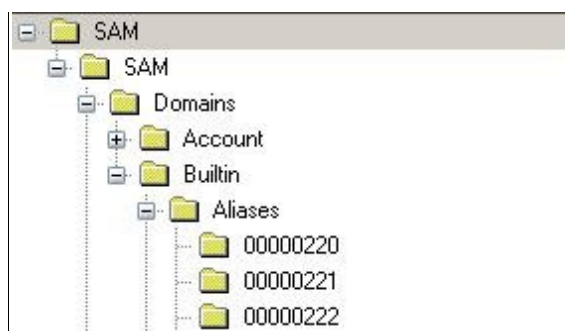 SAM
SAM
Domains
Account
Builtin
Aliases
00000220
00000221
00000222